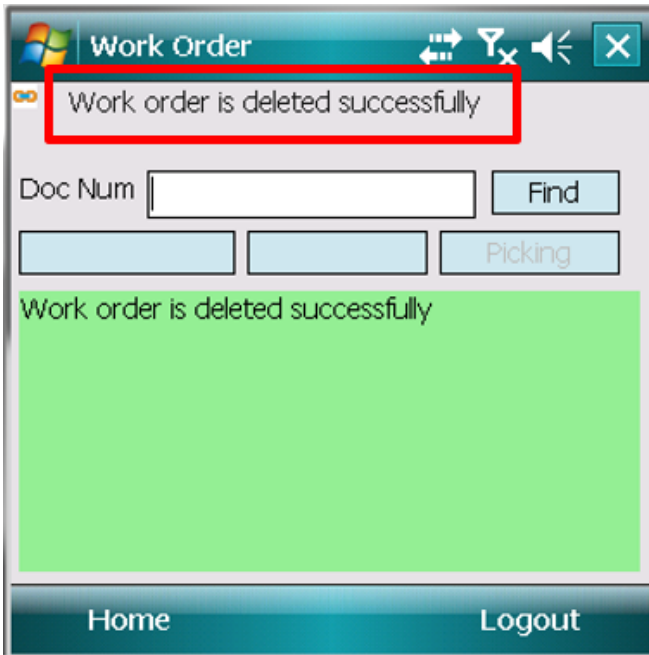 Work Order
Work order is deleted successfully
Doc Num
Find
Picking
Work order is deleted successfully
Home
Logout